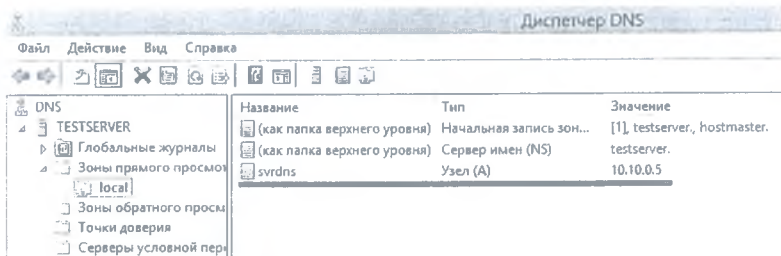 Диспетчер DNS
Файл Действие Вид Справка
DNS
TESTSERVER
Глобальные журналы
Зоны прямого просмот
local
Зоны обратного просм
Точки доверия
Серверы условной пере
Название Тип Значение
(как папка верхнего уровня) Начальная запись зон... [1], testserver., hostmaster.
(как папка верхнего уровня) Сервер имен (NS) testserver.
svrdns Узел (A) 10.10.0.5